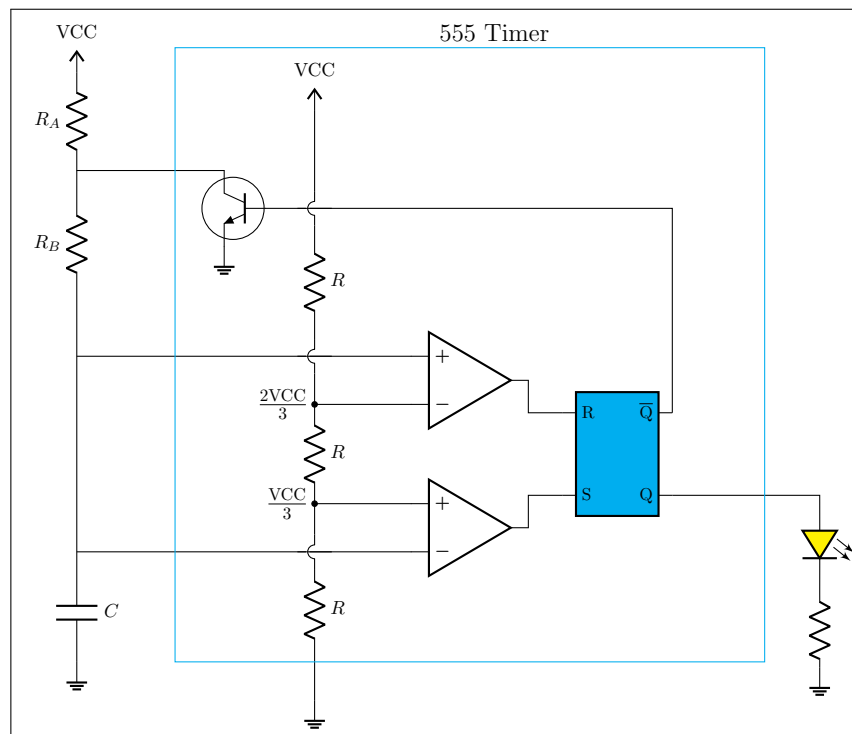 555 Timer
VCC
VCC
R_A
R_B
R
+
2VCC/3
−
R
Q̅
R
VCC/3
+
S
Q
−
C
R